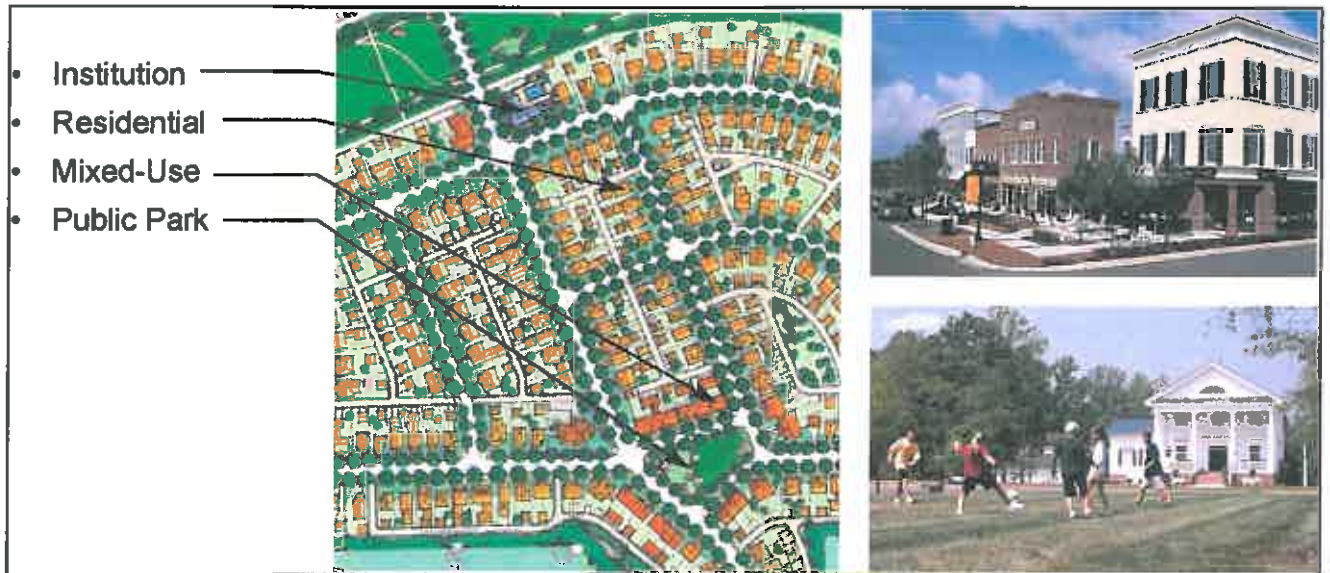 • Institution
• Residential
• Mixed-Use
• Public Park